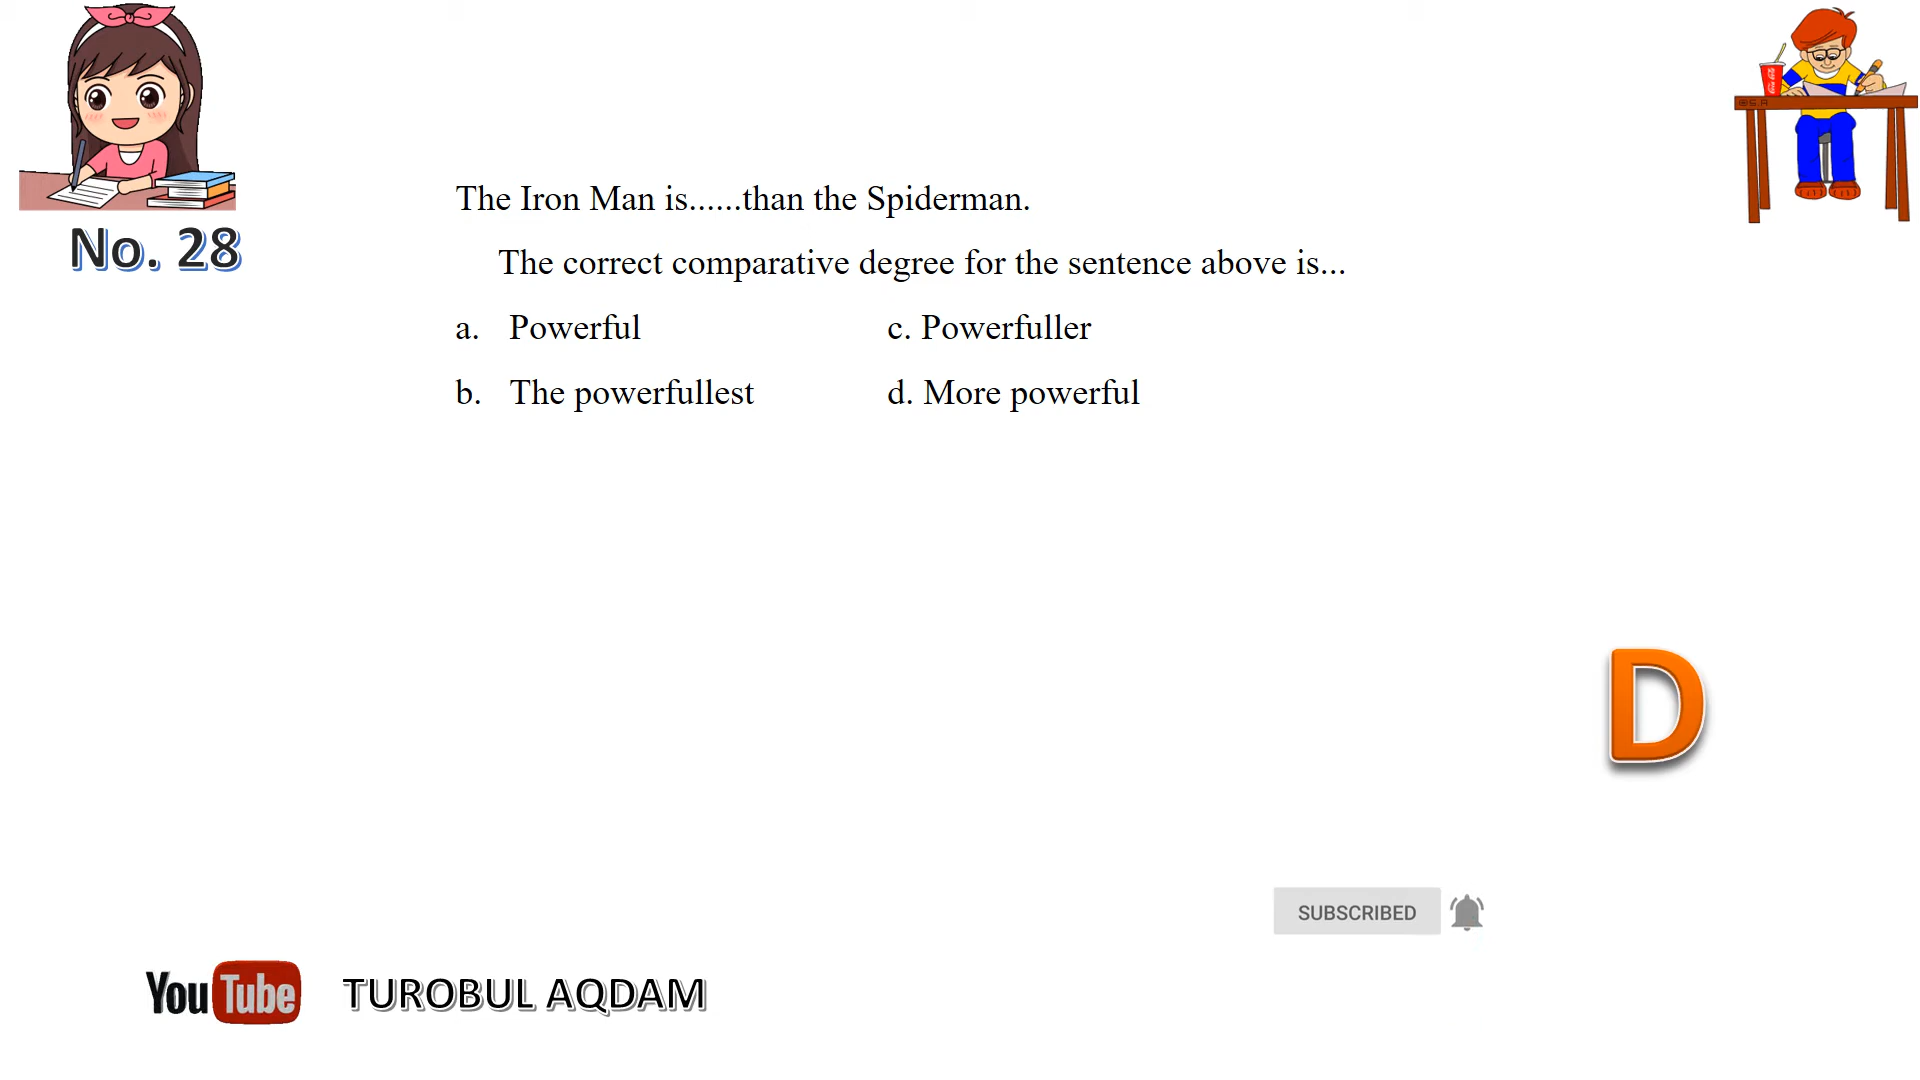 No. 28
The Iron Man is......than the Spiderman.
The correct comparative degree for the sentence above is...
a. Powerful
c. Powerfuller
b. The powerfullest
d. More powerful
D
SUBSCRIBED
YouTube
TUROBUL AQDAM